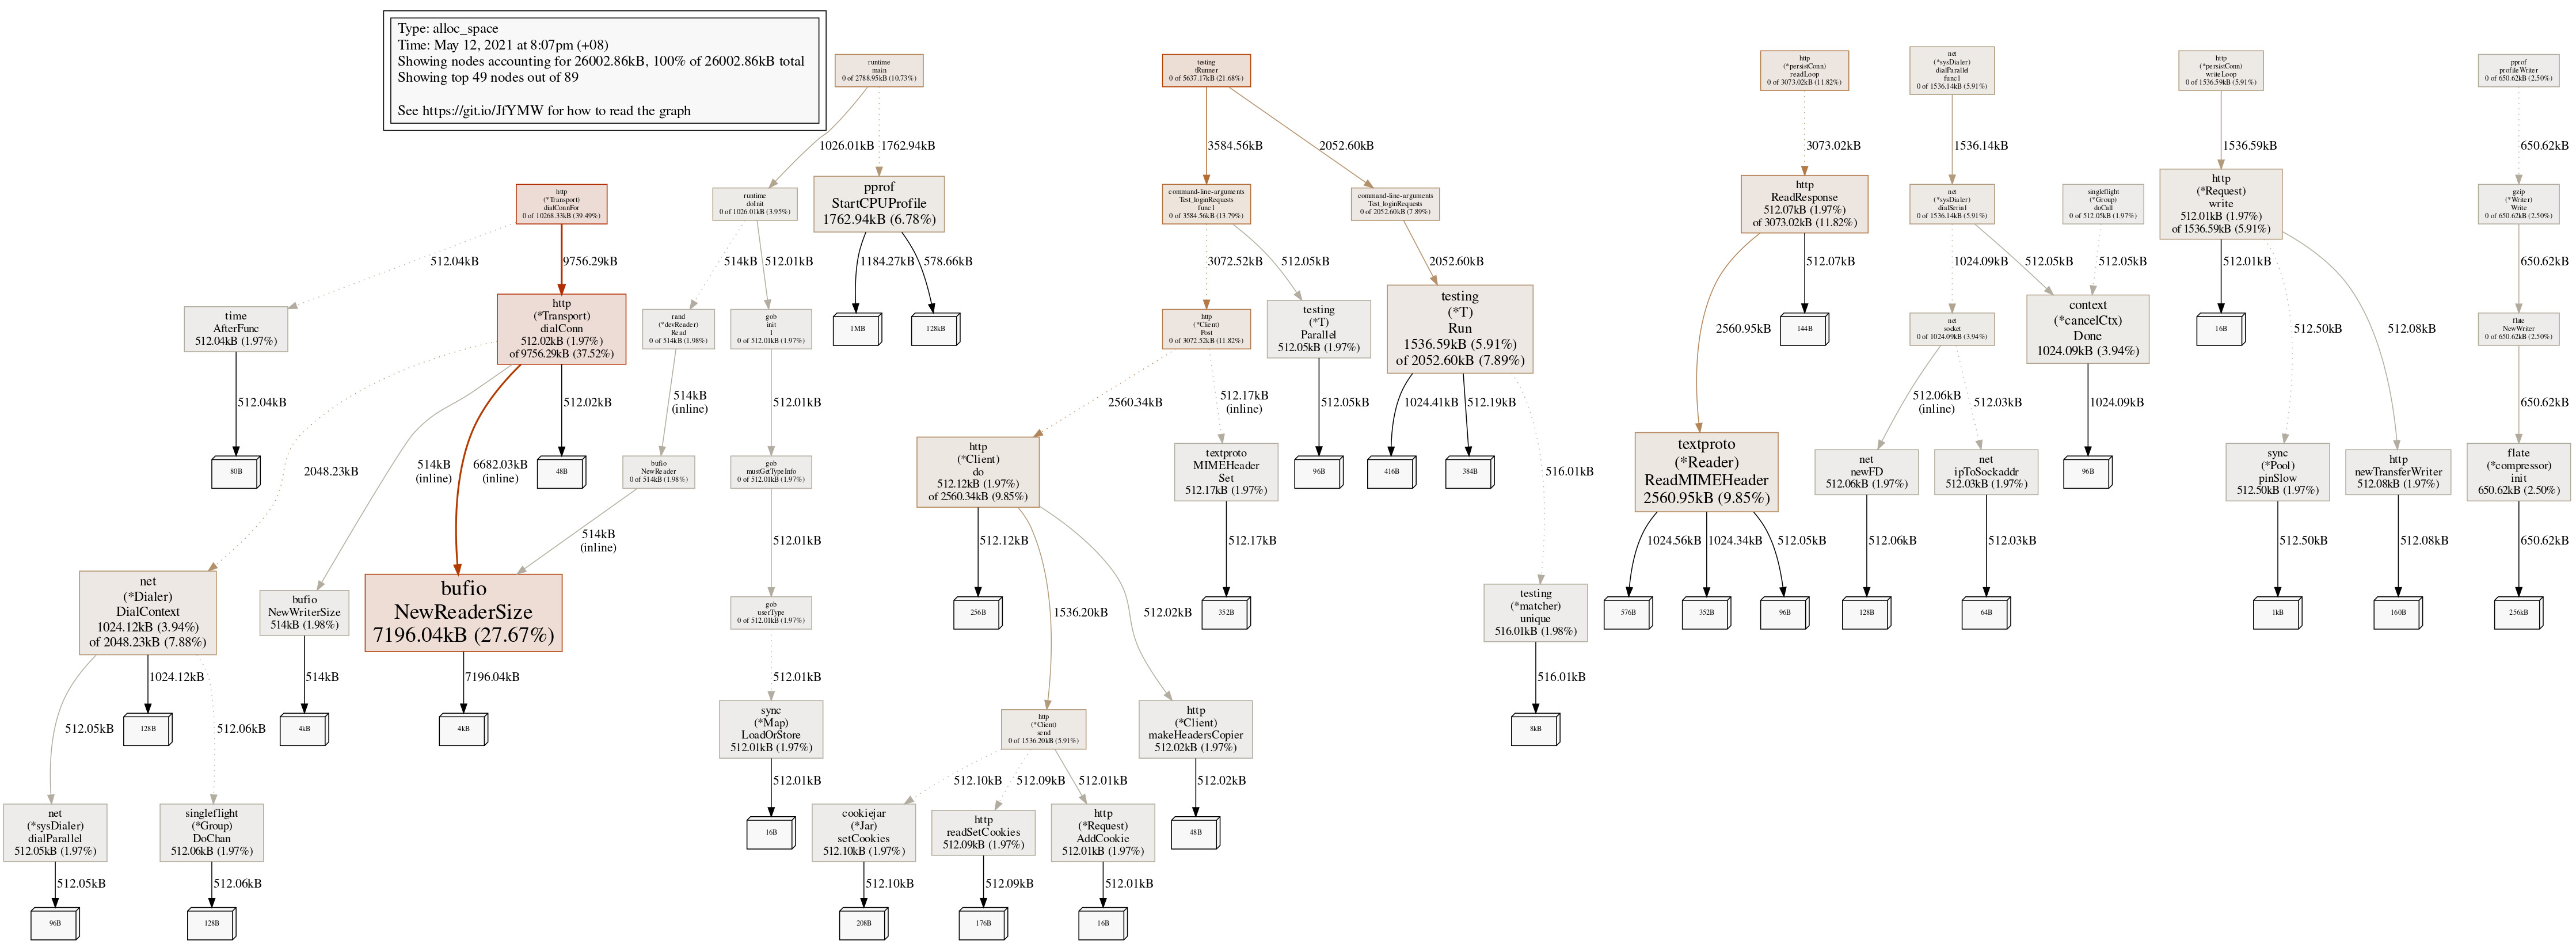 Type: alloc_space
Time: May 12, 2021 at 8:07pm (+08)
Showing nodes accounting for 26002.86kB, 100% of 26002.86kB total
Showing top 49 nodes out of 89
See https://git.io/JfYMW for how to read the graph
runtime
main
0 of 2788.95kB (10.73%)
testing
tRunner
0 of 5637.17kB (21.68%)
http
(*persistConn)
readLoop
0 of 3073.02kB (11.82%)
net
(*sysDialer)
dialParallel
func1
0 of 1536.14kB (5.91%)
http
(*persistConn)
writeLoop
0 of 1536.59kB (5.91%)
pprof
profileWriter
0 of 650.62kB (2.50%)
1026.01kB
1762.94kB
3584.56kB
2052.60kB
3073.02kB
1536.14kB
1536.59kB
650.62kB
http
(*Transport)
dialConnFor
0 of 10268.33kB (39.49%)
runtime
doInit
0 of 1026.01kB (3.95%)
pprof
StartCPUProfile
1762.94kB (6.78%)
command-line-arguments
Test_loginRequests
func1
0 of 3584.56kB (13.79%)
command-line-arguments
Test_loginRequests
0 of 2052.60kB (7.89%)
http
ReadResponse
512.07kB (1.97%)
of 3073.02kB (11.82%)
net
(*sysDialer)
dialSerial
0 of 1536.14kB (5.91%)
singleflight
(*Group)
doCall
0 of 512.05kB (1.97%)
http
(*Request)
write
512.01kB (1.97%)
of 1536.59kB (5.91%)
gzip
(*Writer)
Write
0 of 650.62kB (2.50%)
512.04kB
9756.29kB
514kB
512.01kB
1184.27kB
578.66kB
3072.52kB
512.05kB
2052.60kB
2560.95kB
512.07kB
1024.09kB
512.05kB
512.05kB
512.01kB
512.50kB
512.08kB
650.62kB
time
AfterFunc
512.04kB (1.97%)
http
(*Transport)
dialConn
512.02kB (1.97%)
of 9756.29kB (37.52%)
rand
(*devReader)
Read
0 of 514kB (1.98%)
gob
init
1
0 of 512.01kB (1.97%)
1MB
128kB
http
(*Client)
Post
0 of 3072.52kB (11.82%)
testing
(*T)
Parallel
512.05kB (1.97%)
testing
(*T)
Run
1536.59kB (5.91%)
of 2052.60kB (7.89%)
144B
net
socket
0 of 1024.09kB (3.94%)
context
(*cancelCtx)
Done
1024.09kB (3.94%)
16B
flate
NewWriter
0 of 650.62kB (2.50%)
512.04kB
2048.23kB
514kB
(inline)
6682.03kB
(inline)
512.02kB
514kB
(inline)
512.01kB
2560.34kB
512.17kB
(inline)
512.05kB
1024.41kB
512.19kB
516.01kB
512.06kB
(inline)
512.03kB
1024.09kB
650.62kB
80B
48B
bufio
NewReader
0 of 514kB (1.98%)
gob
mustGetTypeInfo
0 of 512.01kB (1.97%)
http
(*Client)
do
512.12kB (1.97%)
of 2560.34kB (9.85%)
textproto
MIMEHeader
Set
512.17kB (1.97%)
96B
416B
384B
textproto
(*Reader)
ReadMIMEHeader
2560.95kB (9.85%)
net
newFD
512.06kB (1.97%)
net
ipToSockaddr
512.03kB (1.97%)
96B
sync
(*Pool)
pinSlow
512.50kB (1.97%)
http
newTransferWriter
512.08kB (1.97%)
flate
(*compressor)
init
650.62kB (2.50%)
514kB
(inline)
512.01kB
512.12kB
1536.20kB
512.02kB
512.17kB
1024.56kB
1024.34kB
512.05kB
512.06kB
512.03kB
512.50kB
512.08kB
650.62kB
net
(*Dialer)
DialContext
1024.12kB (3.94%)
of 2048.23kB (7.88%)
bufio
NewWriterSize
514kB (1.98%)
bufio
NewReaderSize
7196.04kB (27.67%)
gob
userType
0 of 512.01kB (1.97%)
256B
352B
testing
(*matcher)
unique
516.01kB (1.98%)
576B
352B
96B
128B
64B
1kB
160B
256kB
512.05kB
1024.12kB
512.06kB
514kB
7196.04kB
512.01kB
516.01kB
128B
4kB
4kB
sync
(*Map)
LoadOrStore
512.01kB (1.97%)
http
(*Client)
send
0 of 1536.20kB (5.91%)
http
(*Client)
makeHeadersCopier
512.02kB (1.97%)
8kB
512.01kB
512.10kB
512.09kB
512.01kB
512.02kB
net
(*sysDialer)
dialParallel
512.05kB (1.97%)
singleflight
(*Group)
DoChan
512.06kB (1.97%)
16B
cookiejar
(*Jar)
setCookies
512.10kB (1.97%)
http
readSetCookies
512.09kB (1.97%)
http
(*Request)
AddCookie
512.01kB (1.97%)
48B
512.05kB
512.06kB
512.10kB
512.09kB
512.01kB
96B
128B
208B
176B
16B